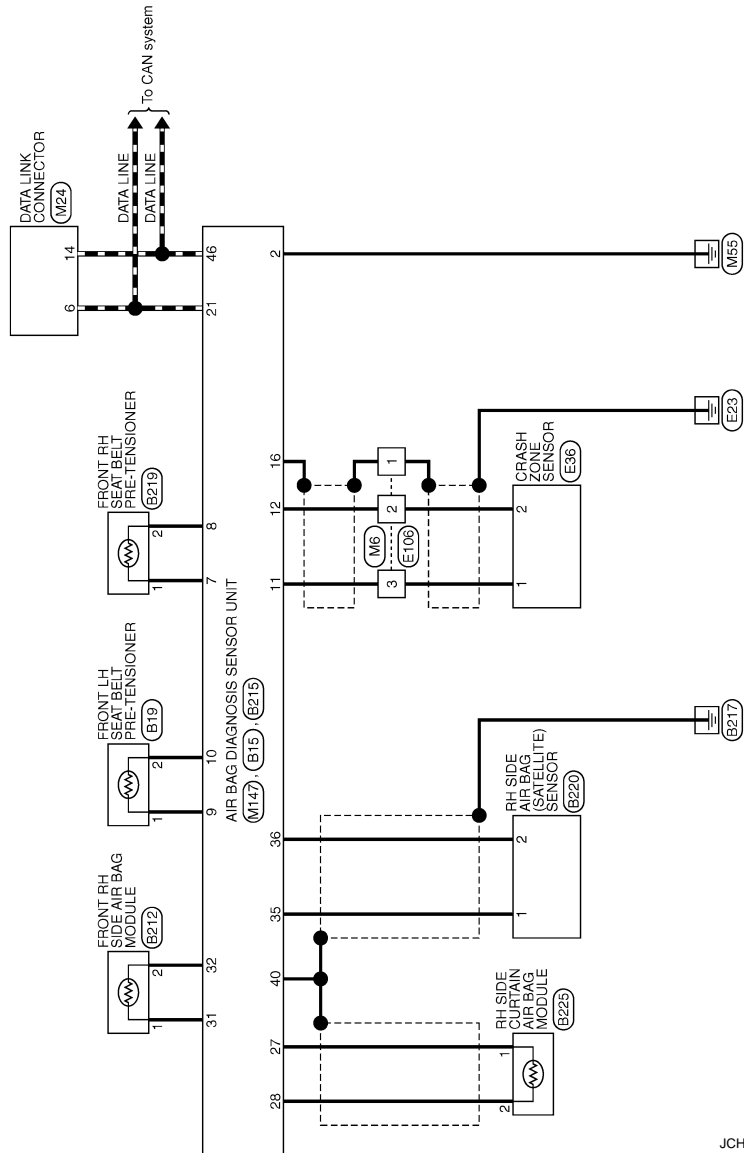 DATA LINK
CONNECTOR
M24
14
6
DATA LINE
DATA LINE
To CAN system
46
21
2
M55
FRONT RH
SEAT BELT
PRE-TENSIONER
B219
2
1
8
7
FRONT LH
SEAT BELT
PRE-TENSIONER
B19
2
1
10
9
FRONT RH
SIDE AIR BAG
MODULE
B212
2
1
32
31
AIR BAG DIAGNOSIS SENSOR UNIT
M147 , B15 , B215
16
12
11
1
2
3
M6
E106
E23
CRASH
ZONE
SENSOR
E36
2
1
36
35
40
27
28
RH SIDE
AIR BAG
(SATELLITE)
SENSOR
B220
2
1
B217
RH SIDE
CURTAIN
AIR BAG
MODULE
B225
1
2
JCH